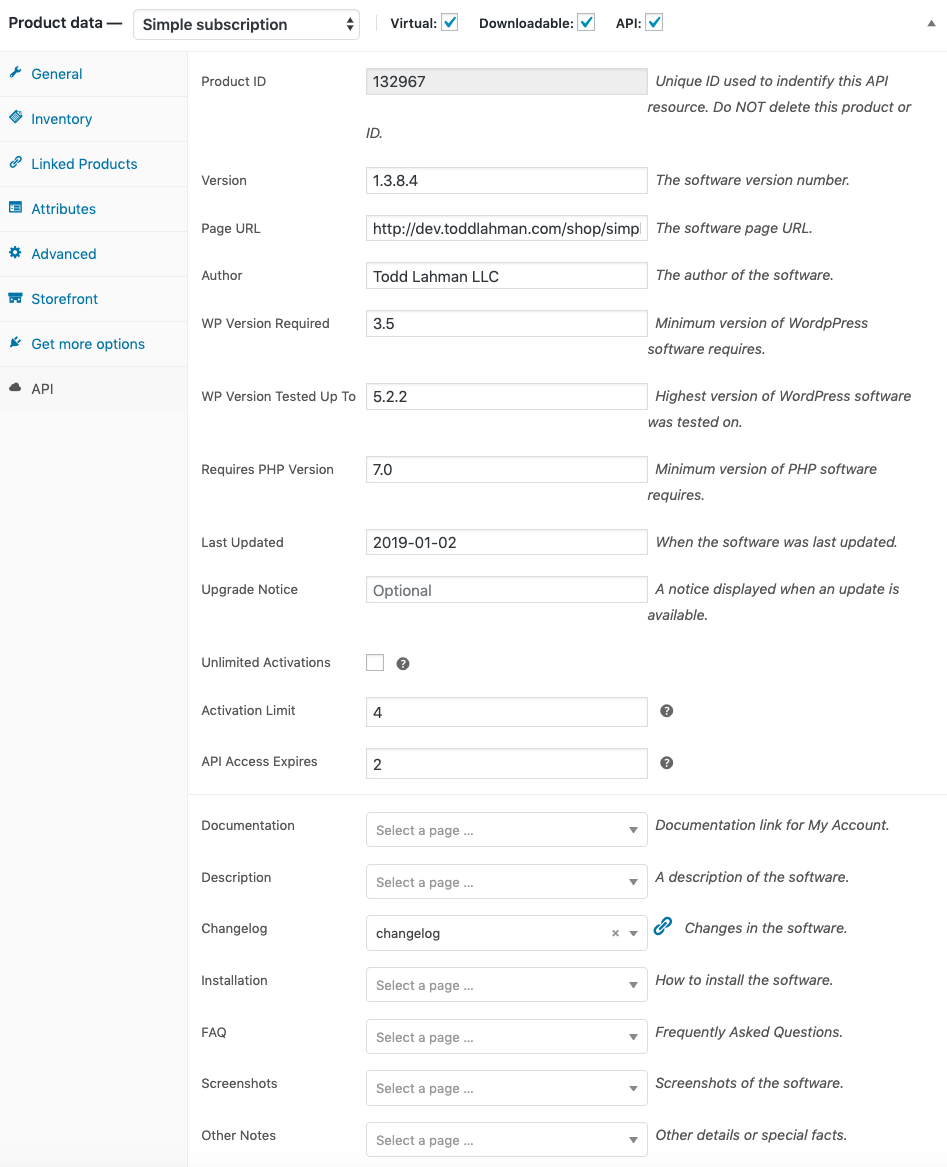 Product data — Simple subscription Virtual: Downloadable: API:
General
Inventory
Linked Products
Attributes
Advanced
Storefront
Get more options
API
Product ID 132967 Unique ID used to indentify this API
resource. Do NOT delete this product or
ID.
Version 1.3.8.4 The software version number.
Page URL http://dev.toddlahman.com/shop/simpl The software page URL.
Author Todd Lahman LLC The author of the software.
WP Version Required 3.5 Minimum version of WordpPress
software requires.
WP Version Tested Up To 5.2.2 Highest version of WordPress software
was tested on.
Requires PHP Version 7.0 Minimum version of PHP software
requires.
Last Updated 2019-01-02 When the software was last updated.
Upgrade Notice Optional A notice displayed when an update is
available.
Unlimited Activations ?
Activation Limit 4 ?
API Access Expires 2 ?
Documentation Select a page ... Documentation link for My Account.
Description Select a page ... A description of the software.
Changelog changelog × Changes in the software.
Installation Select a page ... How to install the software.
FAQ Select a page ... Frequently Asked Questions.
Screenshots Select a page ... Screenshots of the software.
Other Notes Select a page ... Other details or special facts.